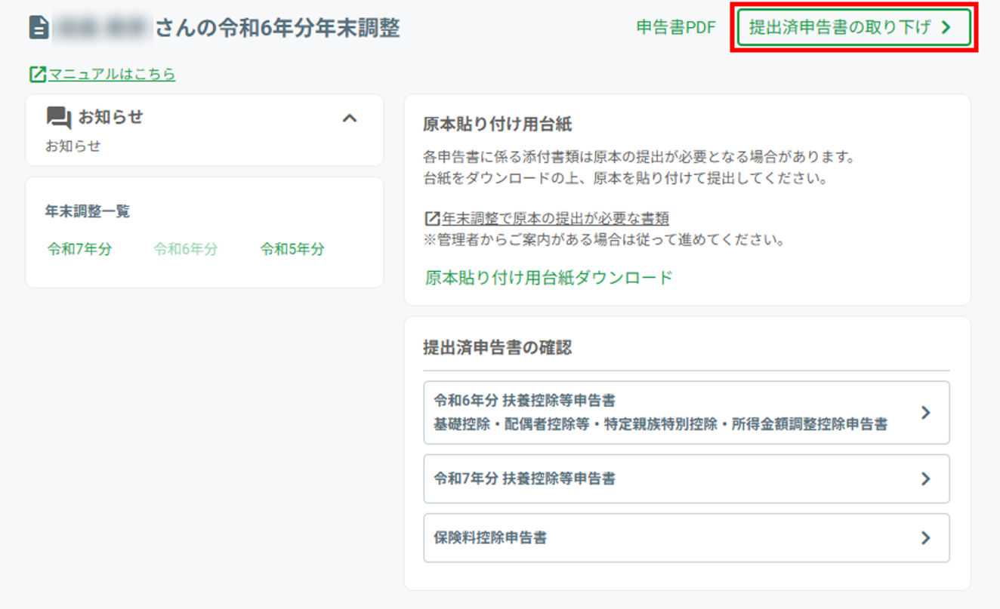 さんの令和6年分年末調整
申告書PDF
提出済申告書の取り下げ
マニュアルはこちら
お知らせ
お知らせ
年末調整一覧
令和7年分 令和6年分 令和5年分
原本貼り付け用台紙
各申告書に係る添付書類は原本の提出が必要となる場合があります。
台紙をダウンロードの上、原本を貼り付けて提出してください。
年末調整で原本の提出が必要な書類
※管理者からご案内がある場合は従って進めてください。
原本貼り付け用台紙ダウンロード
提出済申告書の確認
令和6年分 扶養控除等申告書
基礎控除・配偶者控除等・特定親族特別控除・所得金額調整控除申告書
令和7年分 扶養控除等申告書
保険料控除申告書